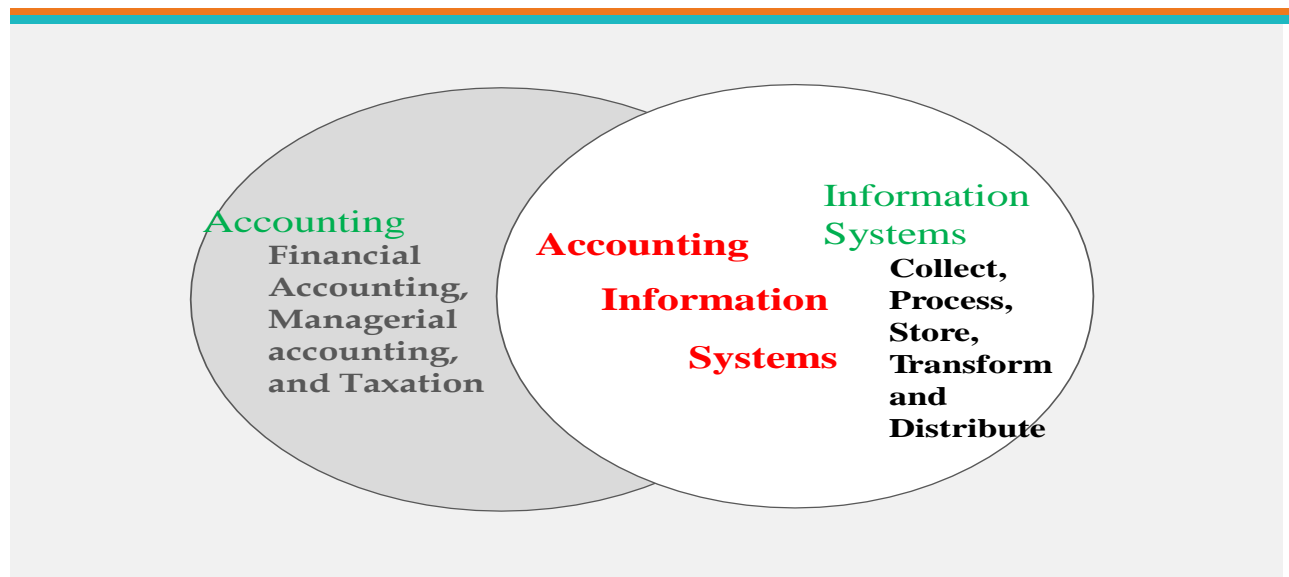 Accounting
Financial
Accounting,
Managerial
accounting,
and Taxation
Accounting
Information
Systems
Information
Systems
Collect,
Process,
Store,
Transform
and
Distribute